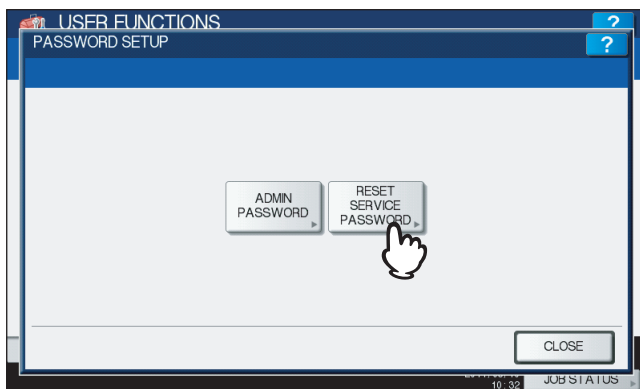 USER FUNCTIONS
?
PASSWORD SETUP
?
ADMIN
PASSWORD
RESET
SERVICE
PASSWORD
CLOSE
10:32
JOB STATUS